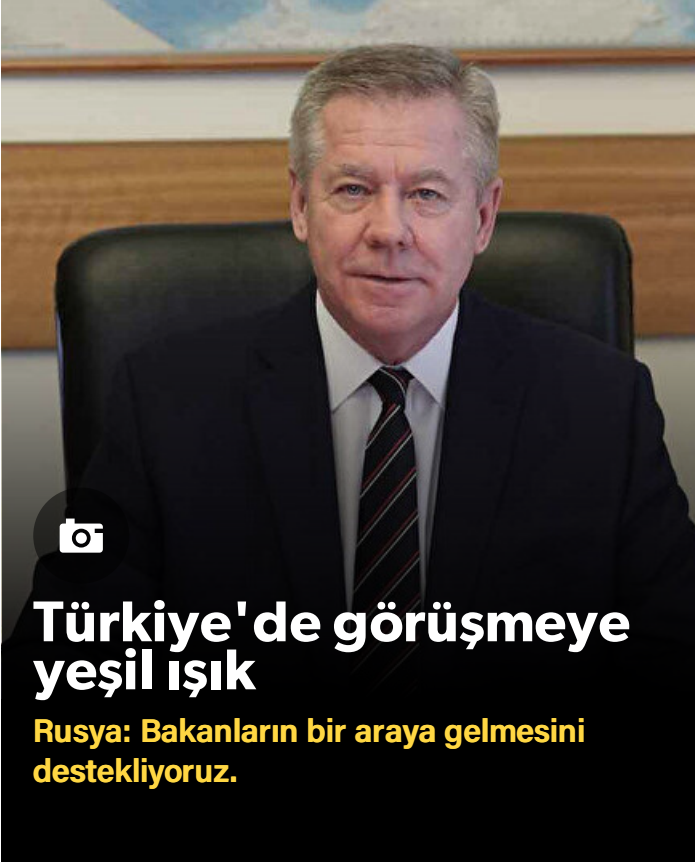 Türkiye'de görüşmeye
yeşil ışık
Rusya: Bakanların bir araya gelmesini
destekliyoruz.